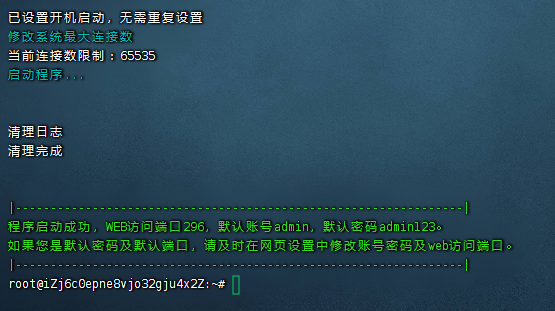 已设置开机启动，无需重复设置
修改系统最大连接数
当前连接数限制：65535
启动程序...
清理日志
清理完成
|----------------------------------------------------------------|
程序启动成功，WEB访问端口296，默认账号admin，默认密码admin123。
如果您是默认密码及默认端口，请及时在网页设置中修改账号密码及web访问端口。
|----------------------------------------------------------------|
root@iZj6c0epne8vjo32gju4x2Z:~#